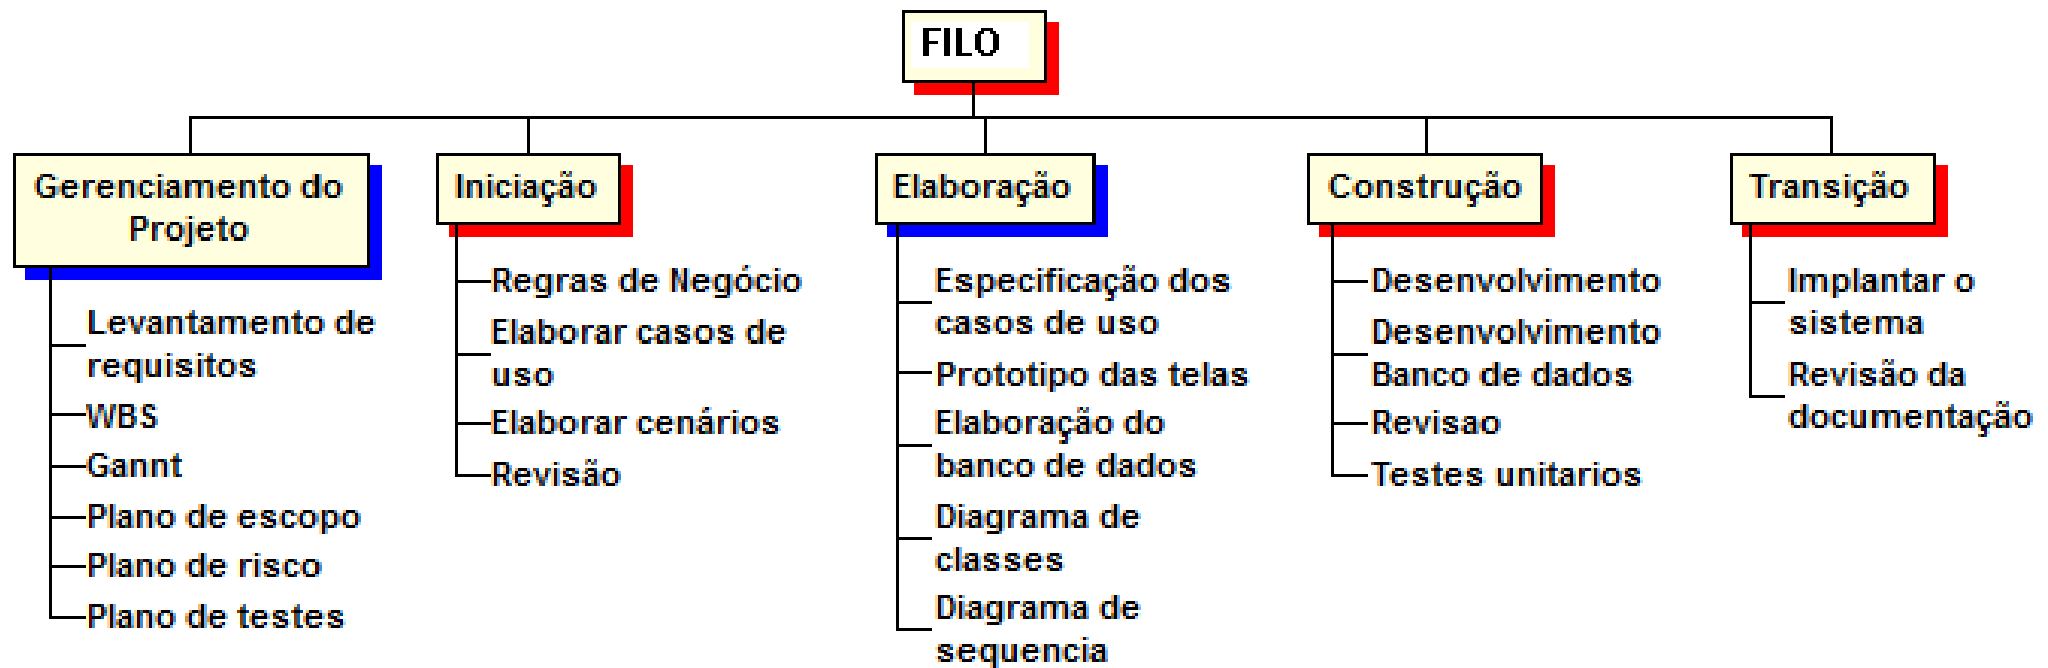 FILO
Gerenciamento do
Projeto
Levantamento de
requisitos
WBS
Gannt
Plano de escopo
Plano de risco
Plano de testes
Iniciação
Regras de Negócio
Elaborar casos de
uso
Elaborar cenários
Revisão
Elaboração
Especificação dos
casos de uso
Prototipo das telas
Elaboração do
banco de dados
Diagrama de
classes
Diagrama de
sequencia
Construção
Desenvolvimento
Desenvolvimento
Banco de dados
Revisao
Testes unitarios
Transição
Implantar o
sistema
Revisão da
documentação